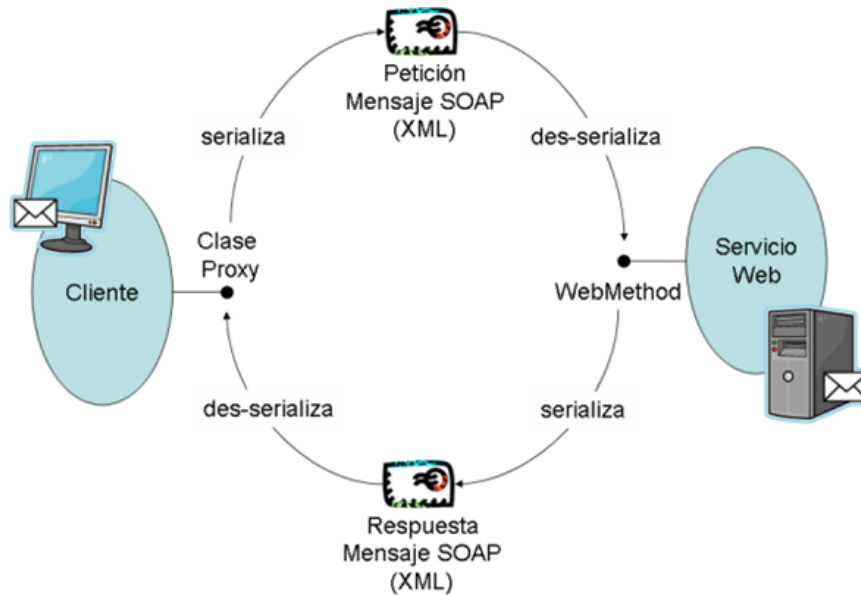 Petición
Mensaje SOAP
(XML)
serializa
des-serializa
Clase
Proxy
Cliente
Servicio
Web
WebMethod
des-serializa
serializa
Respuesta
Mensaje SOAP
(XML)